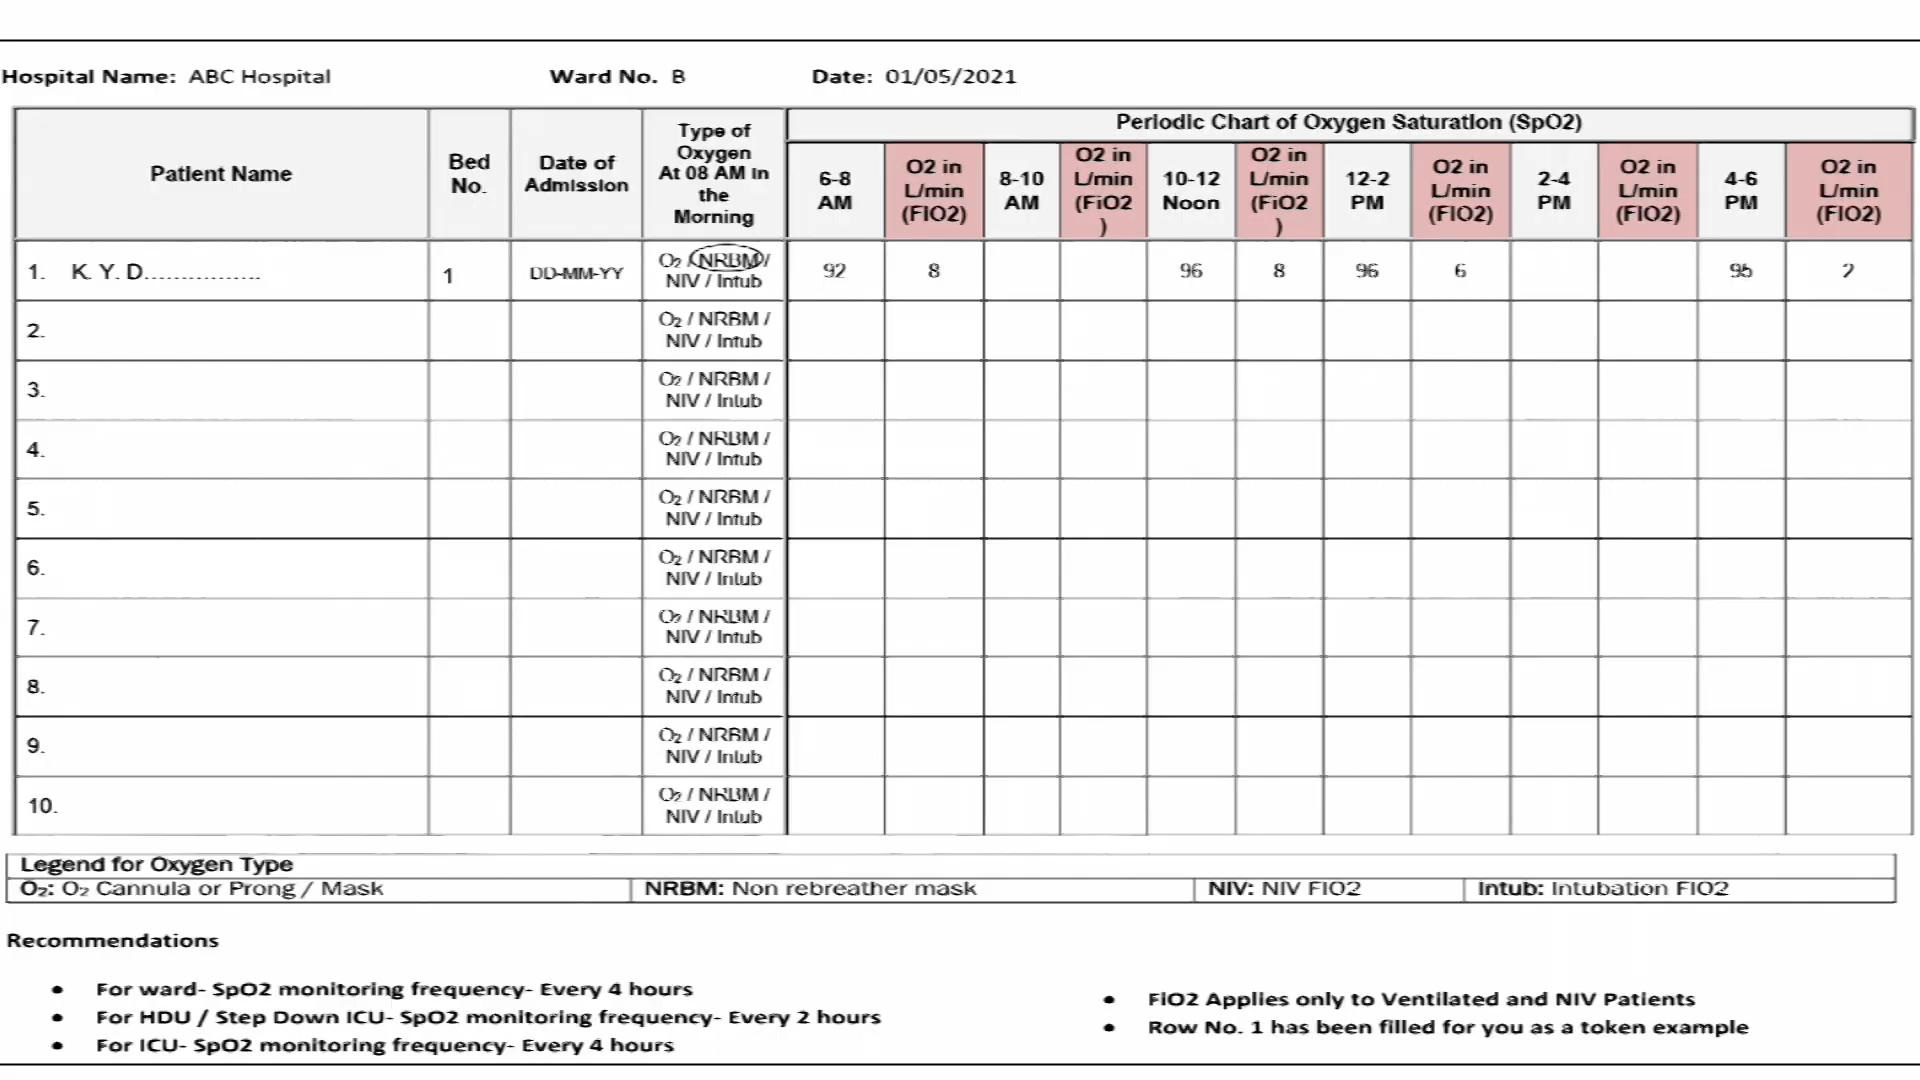 Hospital Name: ABC Hospital Ward No. B Date: 01/05/2021
Patient Name Bed No. Date of Admission Type of Oxygen At 08 AM in the Morning Periodic Chart of Oxygen Saturation (SpO2)
6-8 AM O2 in L/min (FIO2) 8-10 AM O2 in L/min (FiO2) 10-12 Noon O2 in L/min (FiO2) 12-2 PM O2 in L/min (FIO2) 2-4 PM O2 in L/min (FIO2) 4-6 PM O2 in L/min (FIO2)
1. K. Y. D................ 1 DD-MM-YY O₂ / NRBM / NIV / Intub 92 8 96 8 96 6 95 2
2. O₂ / NRBM / NIV / Intub
3. O₂ / NRBM / NIV / Intub
4. O₂ / NRBM / NIV / Intub
5. O₂ / NRBM / NIV / Intub
6. O₂ / NRBM / NIV / Intub
7. O₂ / NRBM / NIV / Intub
8. O₂ / NRBM / NIV / Intub
9. O₂ / NRBM / NIV / Intub
10. O₂ / NRBM / NIV / Intub
Legend for Oxygen Type
O₂: O₂ Cannula or Prong / Mask NRBM: Non rebreather mask NIV: NIV FIO2 Intub: Intubation FIO2
Recommendations
• For ward- SpO2 monitoring frequency- Every 4 hours
• For HDU / Step Down ICU- SpO2 monitoring frequency- Every 2 hours
• For ICU- SpO2 monitoring frequency- Every 4 hours
• FiO2 Applies only to Ventilated and NIV Patients
• Row No. 1 has been filled for you as a token example